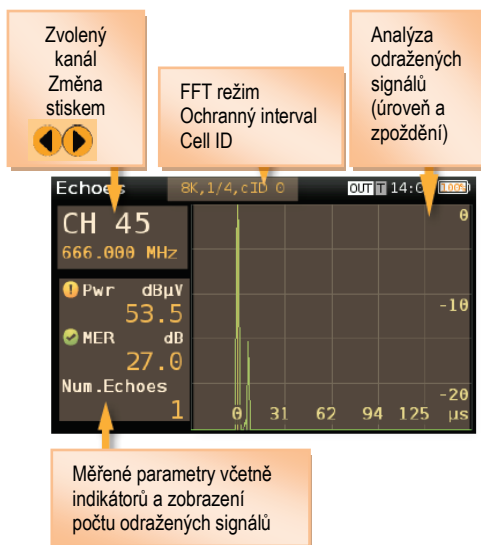 Zvolený
kanál
Změna
stiskem
FFT režim
Ochranný interval
Cell ID
Analýza
odražených
signálů
(úroveň a
zpoždění)
Echoes
8K,1/4,cID 0
OUT T 100%
CH 45
666.000 MHz
Pwr dBµV
53.5
MER dB
27.0
Num.Echoes
1
0
-10
-20
0 31 62 94 125 µs
Měřené parametry včetně
indikátorů a zobrazení
počtu odražených signálů